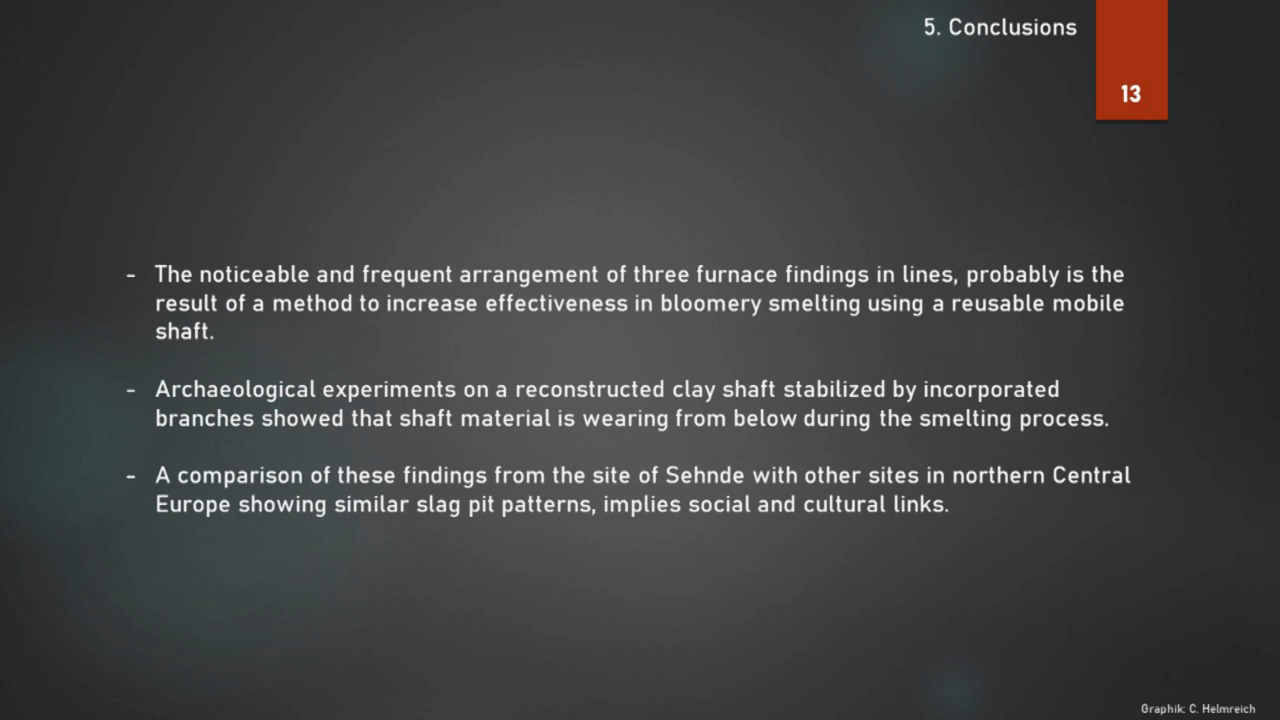 5. Conclusions
13
- The noticeable and frequent arrangement of three furnace findings in lines, probably is the
result of a method to increase effectiveness in bloomery smelting using a reusable mobile
shaft.
- Archaeological experiments on a reconstructed clay shaft stabilized by incorporated
branches showed that shaft material is wearing from below during the smelting process.
- A comparison of these findings from the site of Sehnde with other sites in northern Central
Europe showing similar slag pit patterns, implies social and cultural links.
Graphik: C. Helmreich